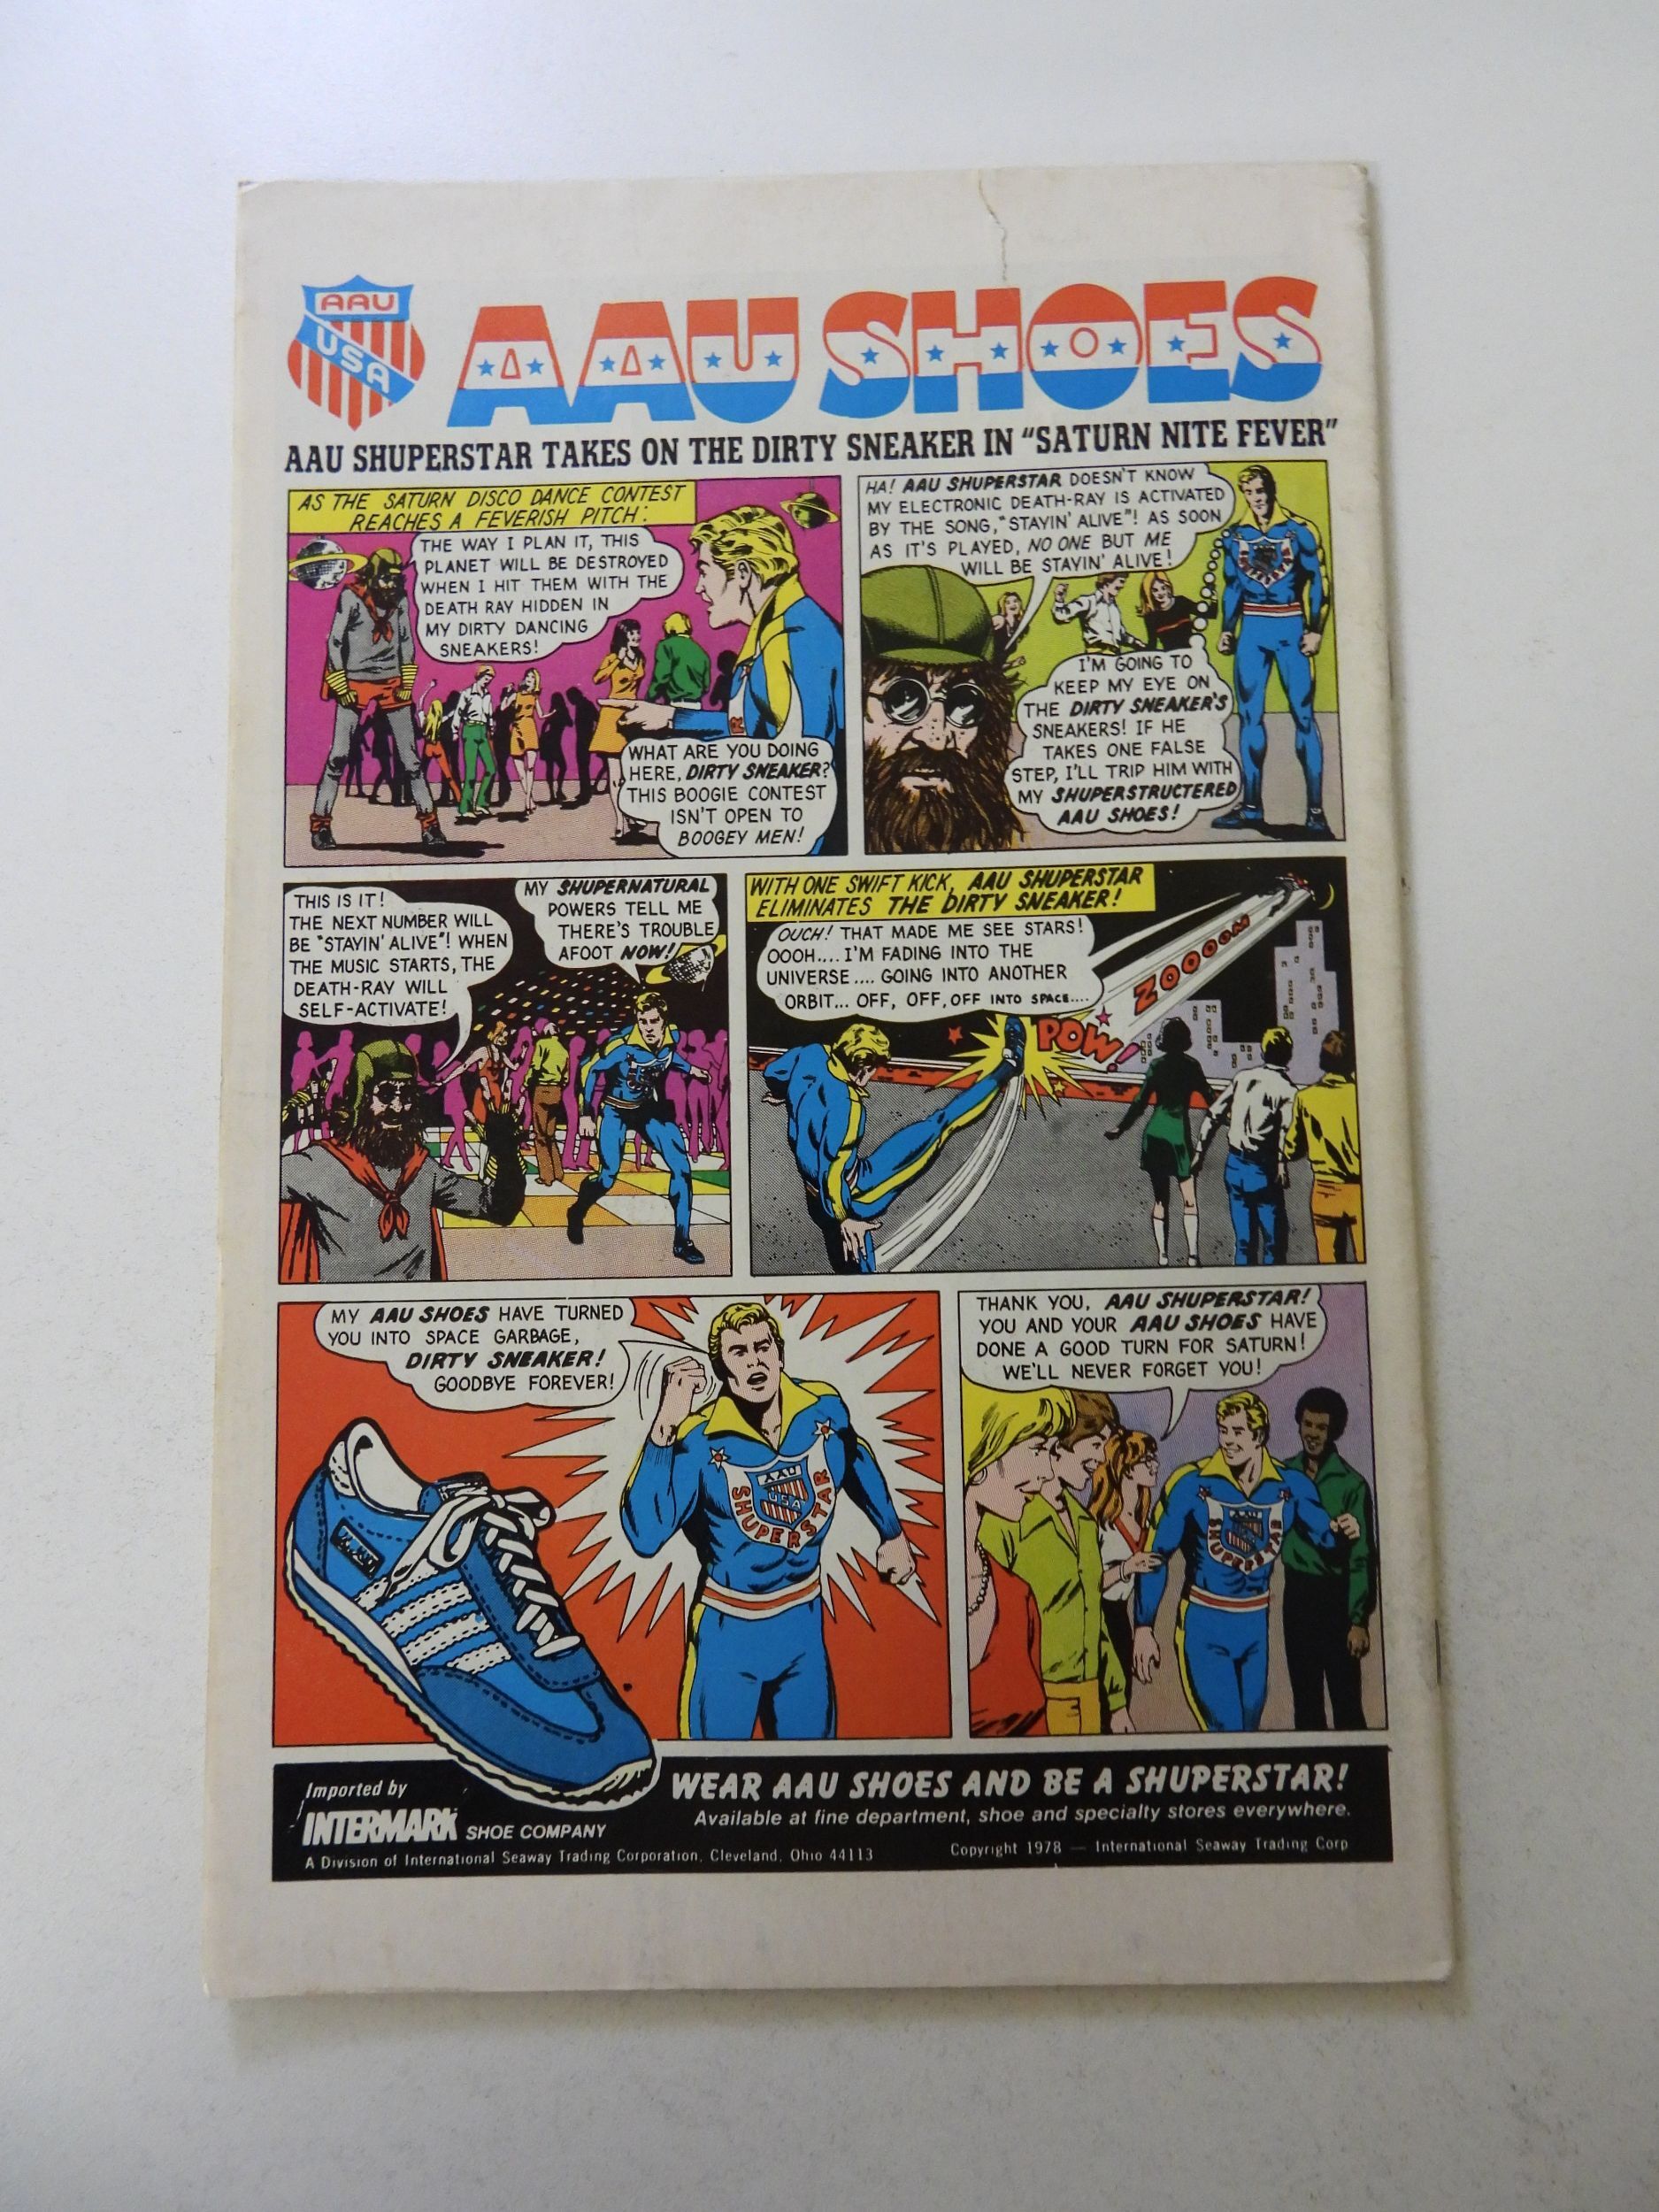 AAU
USA
AAU SHOES
AAU SHUPERSTAR TAKES ON THE DIRTY SNEAKER IN "SATURN NITE FEVER"
AS THE SATURN DISCO DANCE CONTEST
REACHES A FEVERISH PITCH:
THE WAY I PLAN IT, THIS
PLANET WILL BE DESTROYED
WHEN I HIT THEM WITH THE
DEATH RAY HIDDEN IN
MY DIRTY DANCING
SNEAKERS!
WHAT ARE YOU DOING
HERE, DIRTY SNEAKER?
THIS BOOGIE CONTEST
ISN'T OPEN TO
BOOGEY MEN!
HA! AAU SHUPERSTAR DOESN'T KNOW
MY ELECTRONIC DEATH-RAY IS ACTIVATED
BY THE SONG, "STAYIN' ALIVE"! AS SOON
AS IT'S PLAYED, NO ONE BUT ME
WILL BE STAYIN' ALIVE!
I'M GOING TO
KEEP MY EYE ON
THE DIRTY SNEAKER'S
SNEAKERS! IF HE
TAKES ONE FALSE
STEP, I'LL TRIP HIM WITH
MY SHUPERSTRUCTERED
AAU SHOES!
THIS IS IT!
THE NEXT NUMBER WILL
BE "STAYIN' ALIVE"! WHEN
THE MUSIC STARTS, THE
DEATH-RAY WILL
SELF-ACTIVATE!
MY SHUPERNATURAL
POWERS TELL ME
THERE'S TROUBLE
AFOOT NOW!
WITH ONE SWIFT KICK, AAU SHUPERSTAR
ELIMINATES THE DIRTY SNEAKER!
OUCH! THAT MADE ME SEE STARS!
OOOH.... I'M FADING INTO THE
UNIVERSE.... GOING INTO ANOTHER
ORBIT... OFF, OFF, OFF INTO SPACE....
ZOOOOM
POW!
MY AAU SHOES HAVE TURNED
YOU INTO SPACE GARBAGE,
DIRTY SNEAKER!
GOODBYE FOREVER!
AAU
USA
SHUPERSTAR
THANK YOU, AAU SHUPERSTAR!
YOU AND YOUR AAU SHOES HAVE
DONE A GOOD TURN FOR SATURN!
WE'LL NEVER FORGET YOU!
AAU
SHUPERSTAR
Imported by
INTERMARK SHOE COMPANY
A Division of International Seaway Trading Corporation, Cleveland, Ohio 44113
WEAR AAU SHOES AND BE A SHUPERSTAR!
Available at fine department, shoe and specialty stores everywhere.
Copyright 1978 — International Seaway Trading Corp